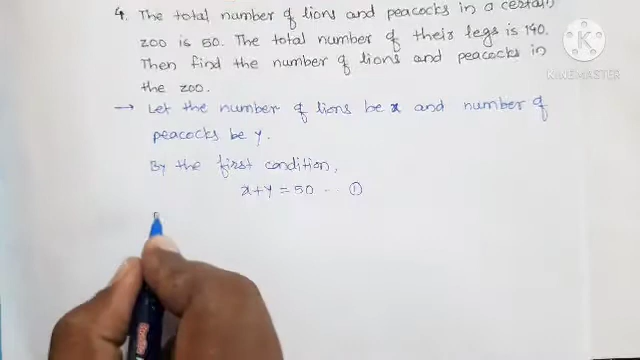 4. The total number of lions and peacocks in a certain
zoo is 50. The total number of their legs is 140.
Then find the number of lions and peacocks in
the zoo.
→ Let the number of lions be x and number of
peacocks be y.
By the first condition,
x+y = 50 -- ①
KINEMASTER